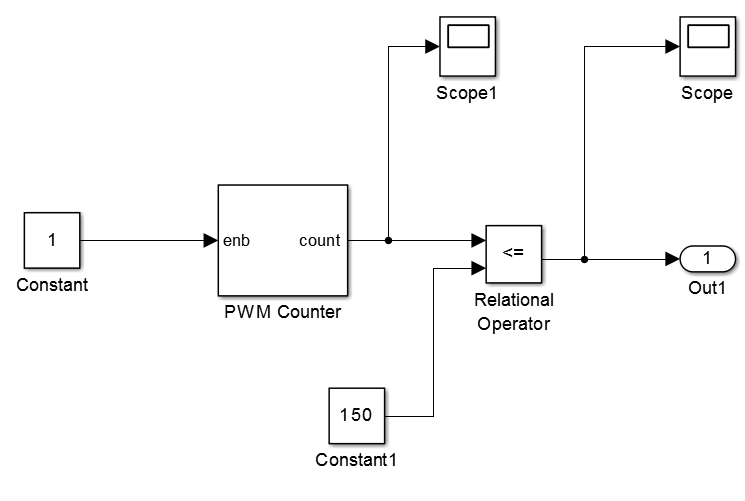 Scope1
Scope
1
Constant
enb
count
PWM Counter
<=
Relational
Operator
1
Out1
150
Constant1